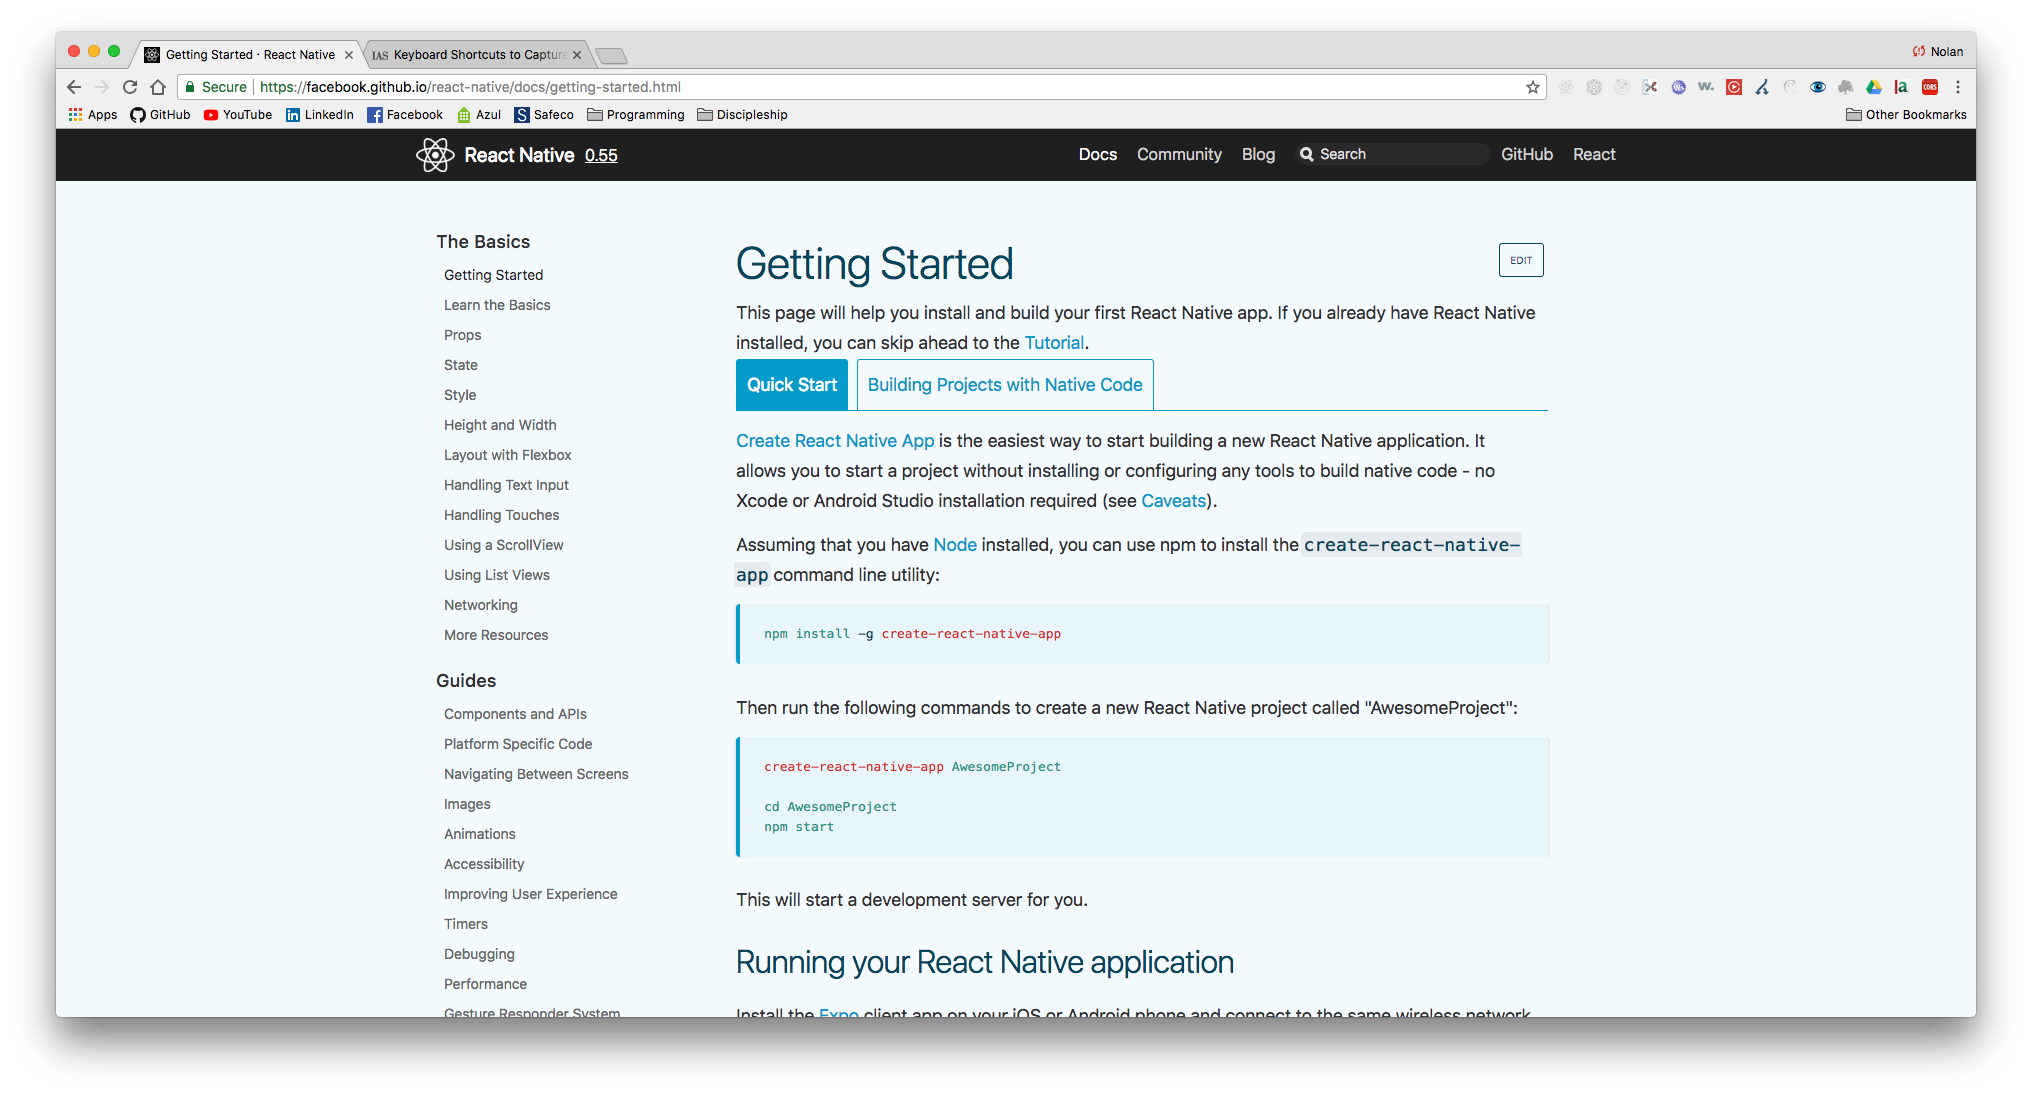 Getting Started · React Native
IAS Keyboard Shortcuts to Capture
Nolan
Secure https://facebook.github.io/react-native/docs/getting-started.html
Apps GitHub YouTube LinkedIn Facebook Azul Safeco Programming Discipleship Other Bookmarks
React Native 0.55 Docs Community Blog Search GitHub React
The Basics
Getting Started
Learn the Basics
Props
State
Style
Height and Width
Layout with Flexbox
Handling Text Input
Handling Touches
Using a ScrollView
Using List Views
Networking
More Resources
Guides
Components and APIs
Platform Specific Code
Navigating Between Screens
Images
Animations
Accessibility
Improving User Experience
Timers
Debugging
Performance
Gesture Responder System
Getting Started
EDIT
This page will help you install and build your first React Native app. If you already have React Native
installed, you can skip ahead to the Tutorial.
Quick Start Building Projects with Native Code
Create React Native App is the easiest way to start building a new React Native application. It
allows you to start a project without installing or configuring any tools to build native code - no
Xcode or Android Studio installation required (see Caveats).
Assuming that you have Node installed, you can use npm to install the create-react-native-
app command line utility:
npm install -g create-react-native-app
Then run the following commands to create a new React Native project called "AwesomeProject":
create-react-native-app AwesomeProject
cd AwesomeProject
npm start
This will start a development server for you.
Running your React Native application
Install the Expo client app on your iOS or Android phone and connect to the same wireless network